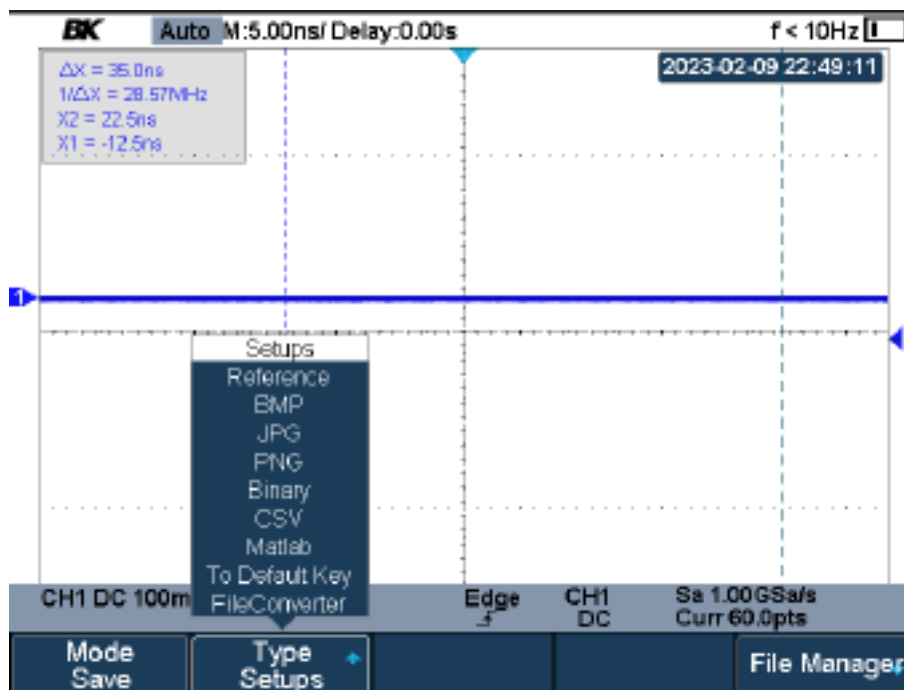 BK Auto M:5.00ns/ Delay:0.00s f < 10Hz
2023-02-09 22:49:11
ΔX = 35.0ns
1/ΔX = 28.57MHz
X2 = 22.5ns
X1 = -12.5ns
1
Setups
Reference
BMP
JPG
PNG
Binary
CSV
Matlab
To Default Key
FileConverter
CH1 DC 100m Edge CH1 Sa 1.00GSa/s
DC Curr 60.0pts
Mode Type File Manager
Save Setups